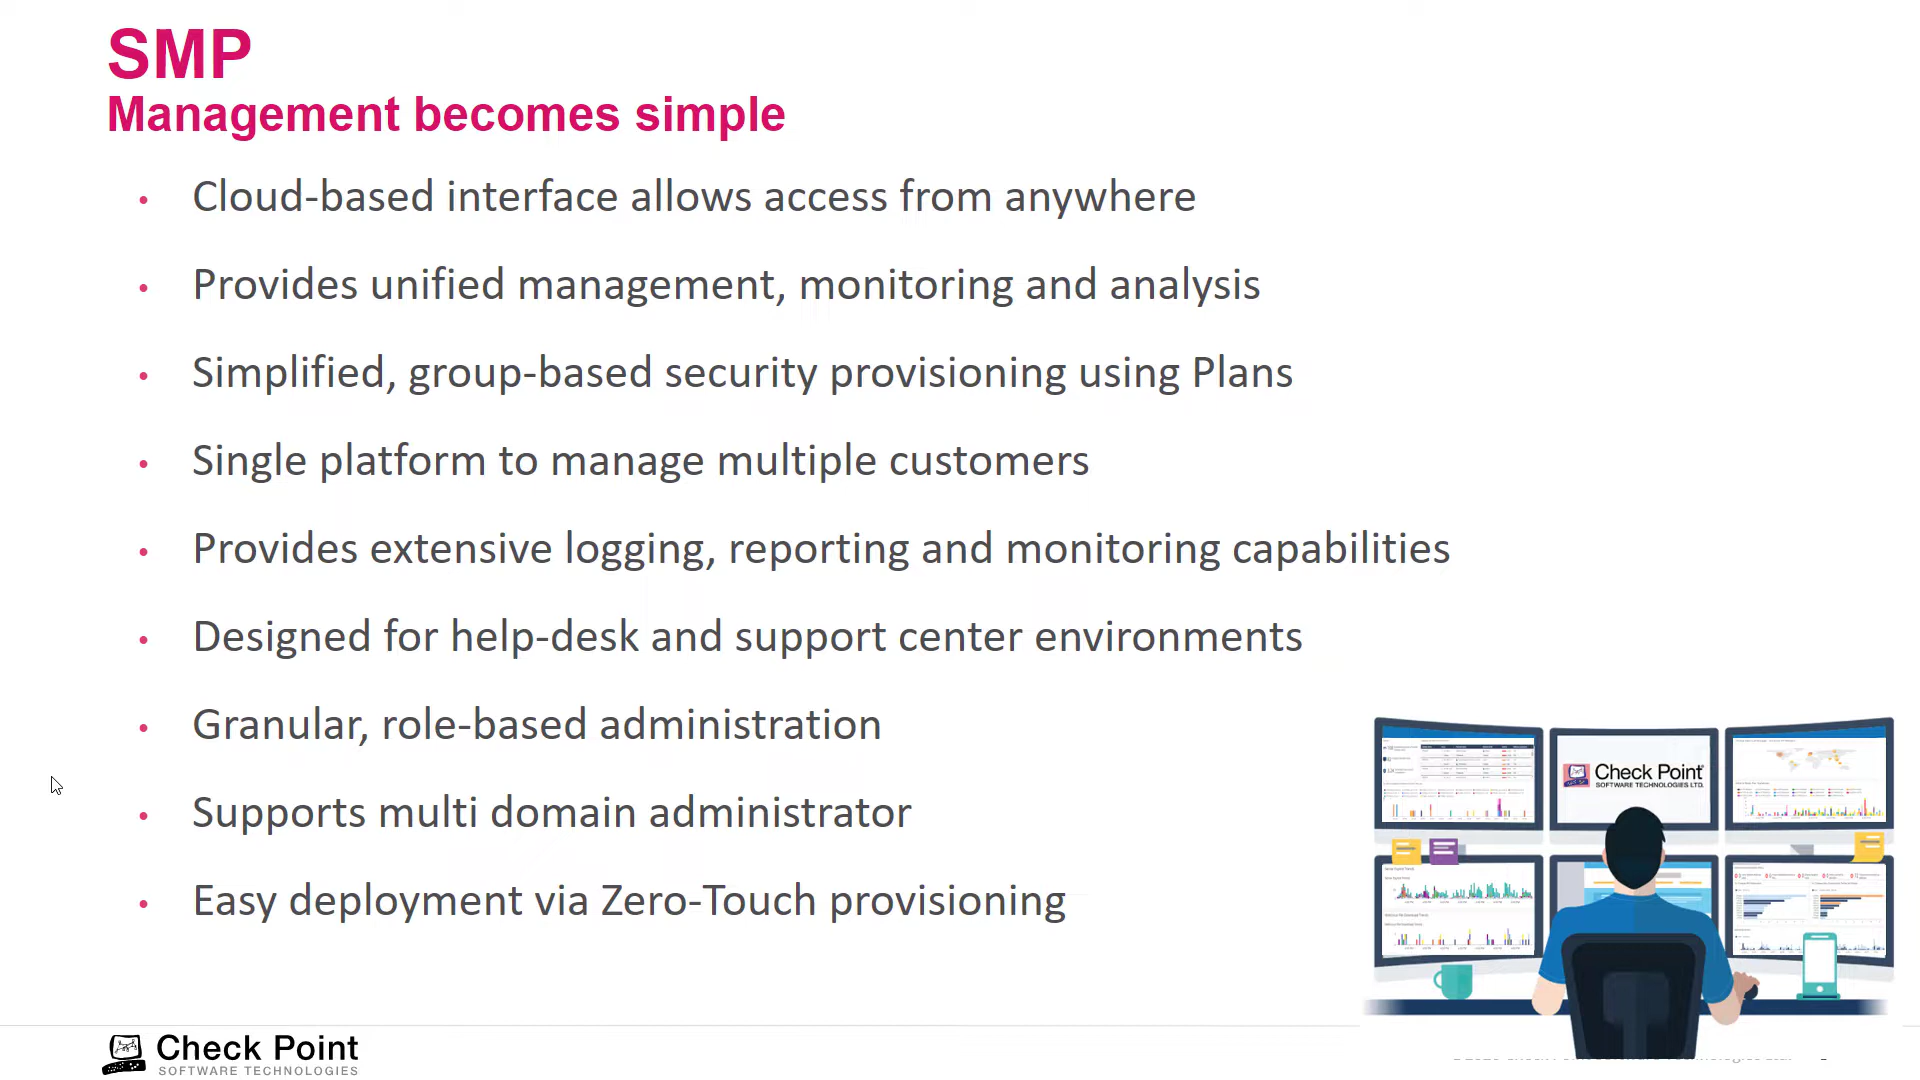 SMP
Management becomes simple
• Cloud-based interface allows access from anywhere
• Provides unified management, monitoring and analysis
• Simplified, group-based security provisioning using Plans
• Single platform to manage multiple customers
• Provides extensive logging, reporting and monitoring capabilities
• Designed for help-desk and support center environments
• Granular, role-based administration
• Supports multi domain administrator
• Easy deployment via Zero-Touch provisioning
Check Point
SOFTWARE TECHNOLOGIES LTD.
Check Point
SOFTWARE TECHNOLOGIES